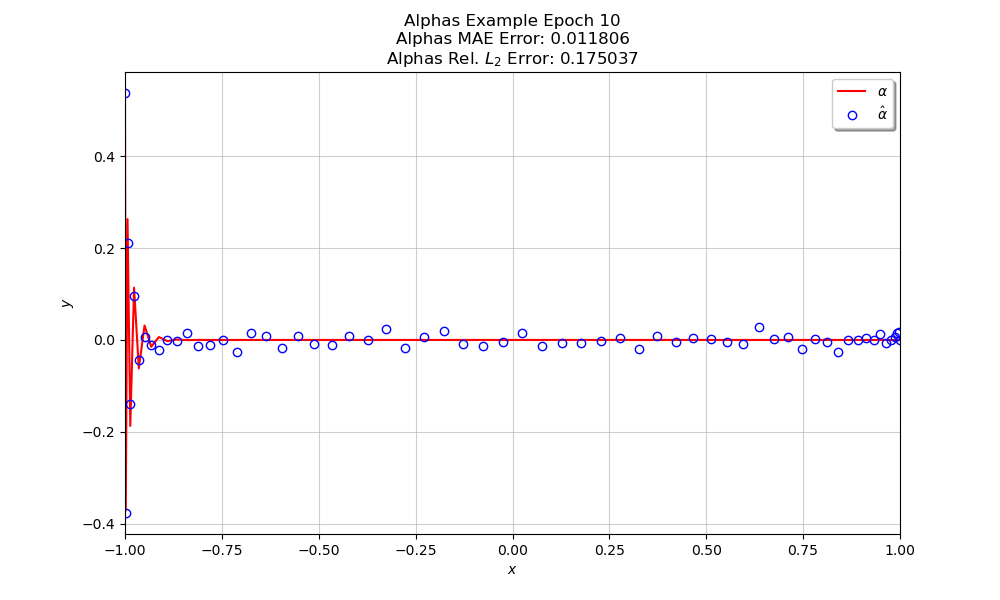 Alphas Example Epoch 10
Alphas MAE Error: 0.011806
Alphas Rel. $L_2$ Error: 0.175037
α
α̂
y
0.4
0.2
0.0
−0.2
−0.4
−1.00 −0.75 −0.50 −0.25 0.00 0.25 0.50 0.75 1.00
x